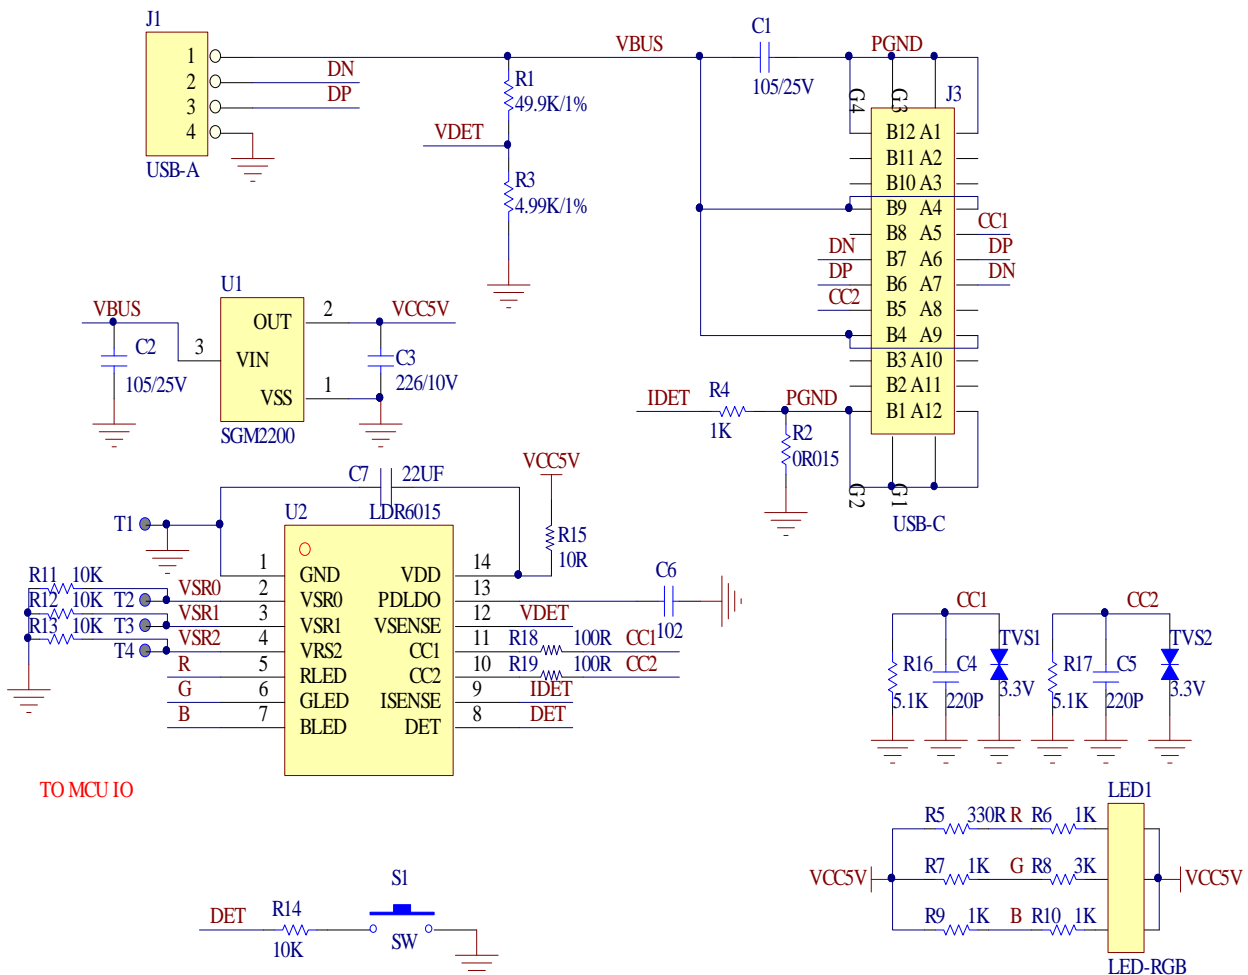 J1
1
2
3
4
DN
DP
USB-A
VBUS
C1
105/25V
PGND
R1
49.9K/1%
VDET
R3
4.99K/1%
G4
G3
J3
B12 A1
B11 A2
B10 A3
B9 A4
B8 A5
B7 A6
B6 A7
B5 A8
B4 A9
B3 A10
B2 A11
B1 A12
CC1
DN
DP
DP
DN
CC2
IDET
R4
1K
PGND
R2
0R015
G2
G1
USB-C
U1
VBUS
C2
105/25V
3
VIN
OUT
VSS
2
1
VCC5V
C3
226/10V
SGM2200
C7
22UF
VCC5V
R15
10R
U2
LDR6015
T1
R11 10K
R12 10K
R13 10K
T2
T3
T4
VSR0
VSR1
VSR2
R
G
B
1
2
3
4
5
6
7
GND
VSR0
VSR1
VRS2
RLED
GLED
BLED
VDD
PDLDO
VSENSE
CC1
CC2
ISENSE
DET
14
13
12
11
10
9
8
C6
102
VDET
R18 100R CC1
R19 100R CC2
IDET
DET
TO MCU IO
CC1
R16
5.1K
C4
220P
TVS1
3.3V
CC2
R17
5.1K
C5
220P
TVS2
3.3V
LED1
R5 330R R R6 1K
VCC5V
R7 1K G R8 3K
VCC5V
R9 1K B R10 1K
LED-RGB
DET
R14
10K
S1
SW